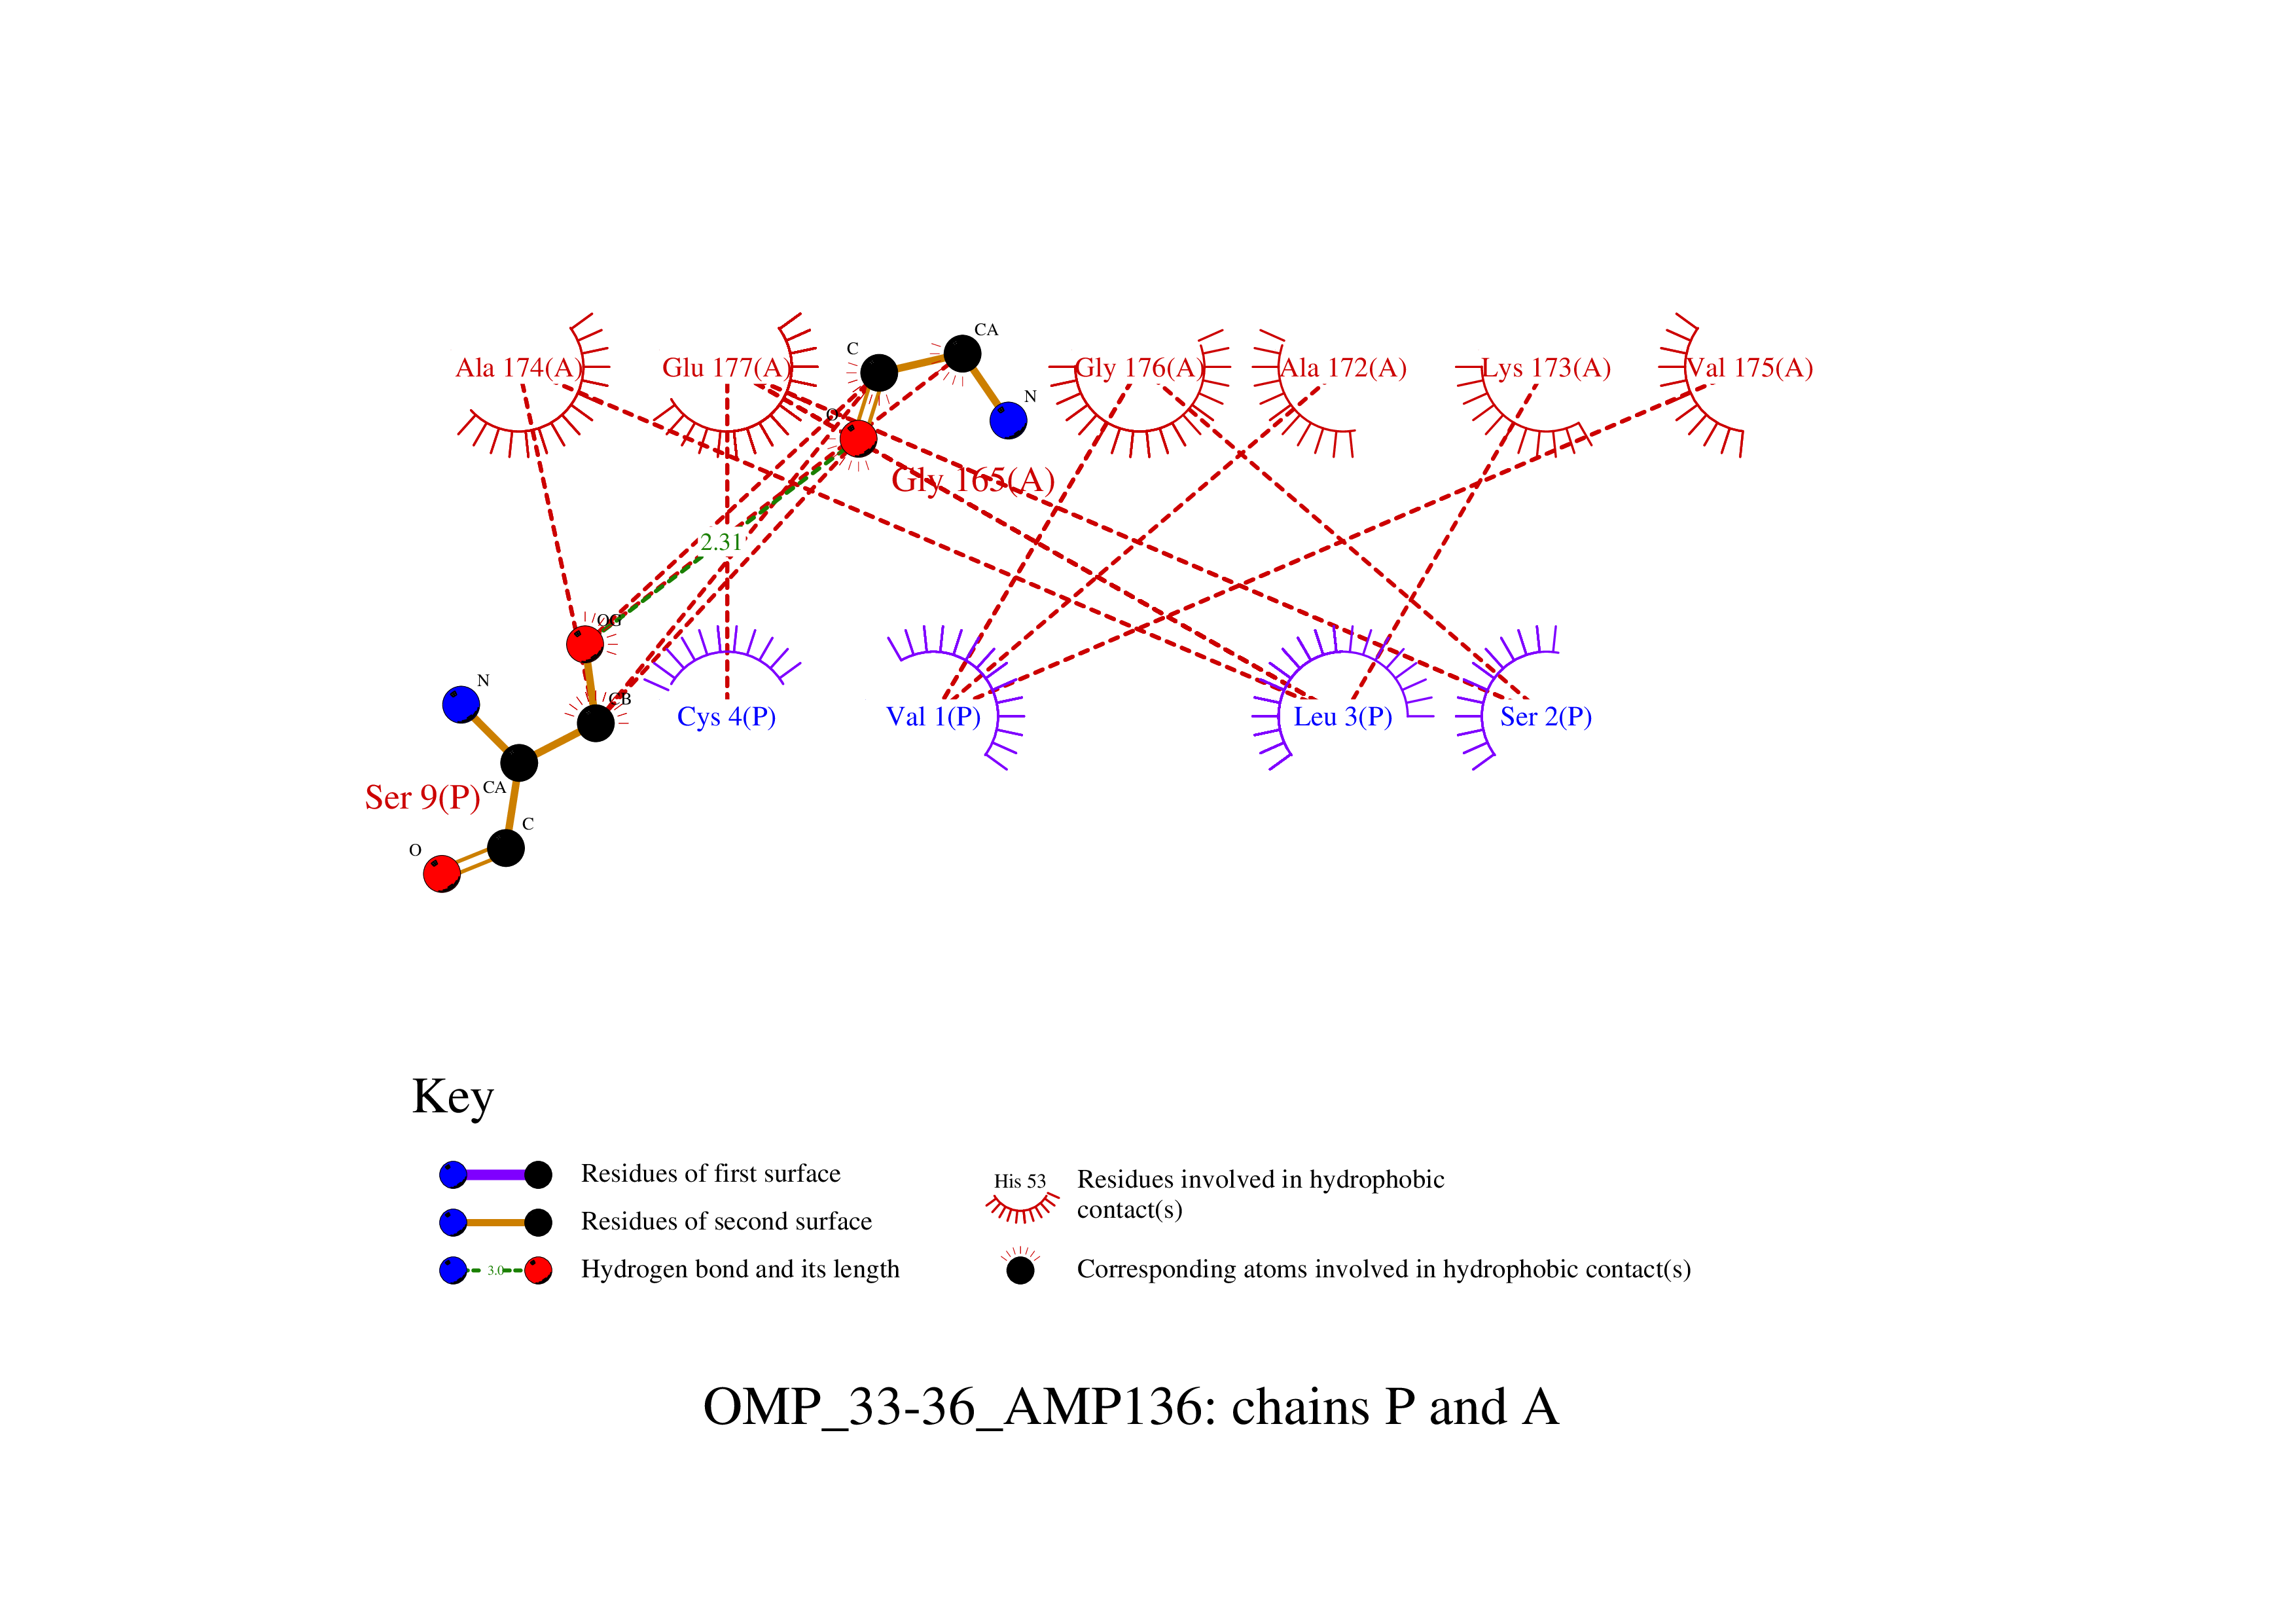 CA
C
Ala 174(A)
Glu 177(A)
Gly 176(A)
Ala 172(A)
Lys 173(A)
Val 175(A)
N
O
Gly 165(A)
2.31
OG
N
CB
Cys 4(P)
Val 1(P)
Leu 3(P)
Ser 2(P)
CA
Ser 9(P)
C
O
Key
Residues of first surface
Residues of second surface
3.0
Hydrogen bond and its length
His 53
Residues involved in hydrophobic
contact(s)
Corresponding atoms involved in hydrophobic contact(s)
OMP_33-36_AMP136: chains P and A